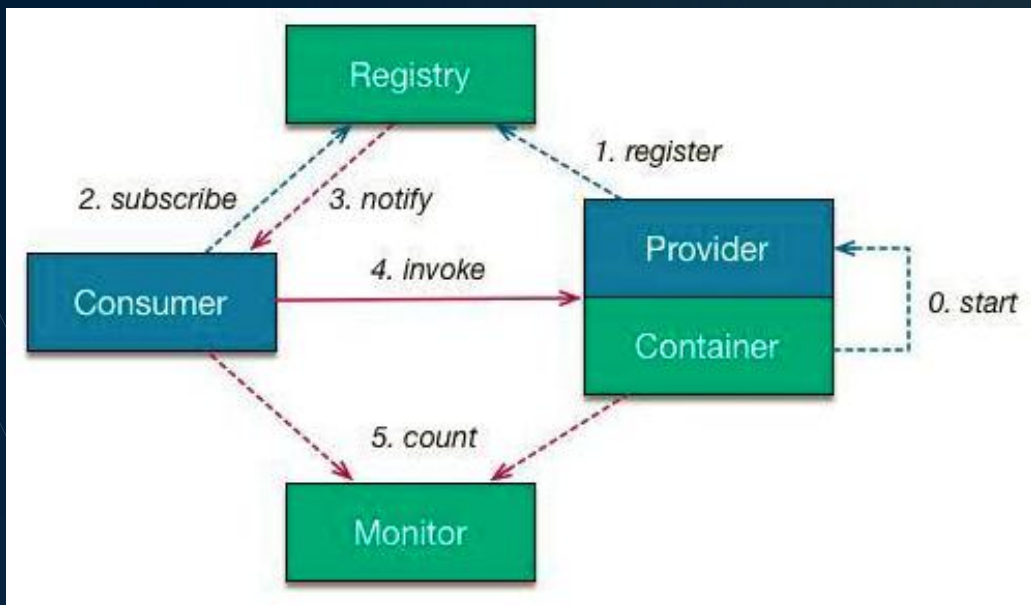 Registry
1. register
2. subscribe
3. notify
Provider
4. invoke
Consumer
0. start
Container
5. count
Monitor